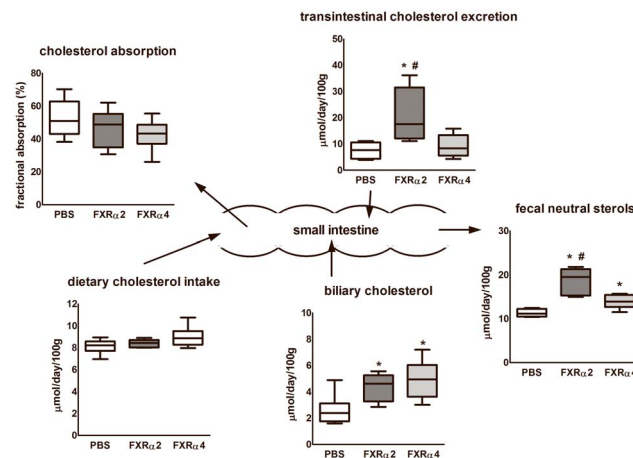 transintestinal cholesterol excretion
50
40
30
20
10
0
μmol/day/100g
* #
PBS FXRα2 FXRα4
cholesterol absorption
80
60
40
20
0
fractional absorption (%)
PBS FXRα2 FXRα4
small intestine
fecal neutral sterols
30
20
10
0
μmol/day/100g
* #
*
PBS FXRα2 FXRα4
dietary cholesterol intake
12
10
8
6
4
2
0
μmol/day/100g
PBS FXRα2 FXRα4
biliary cholesterol
10
8
6
4
2
0
μmol/day/100g
*
*
PBS FXRα2 FXRα4